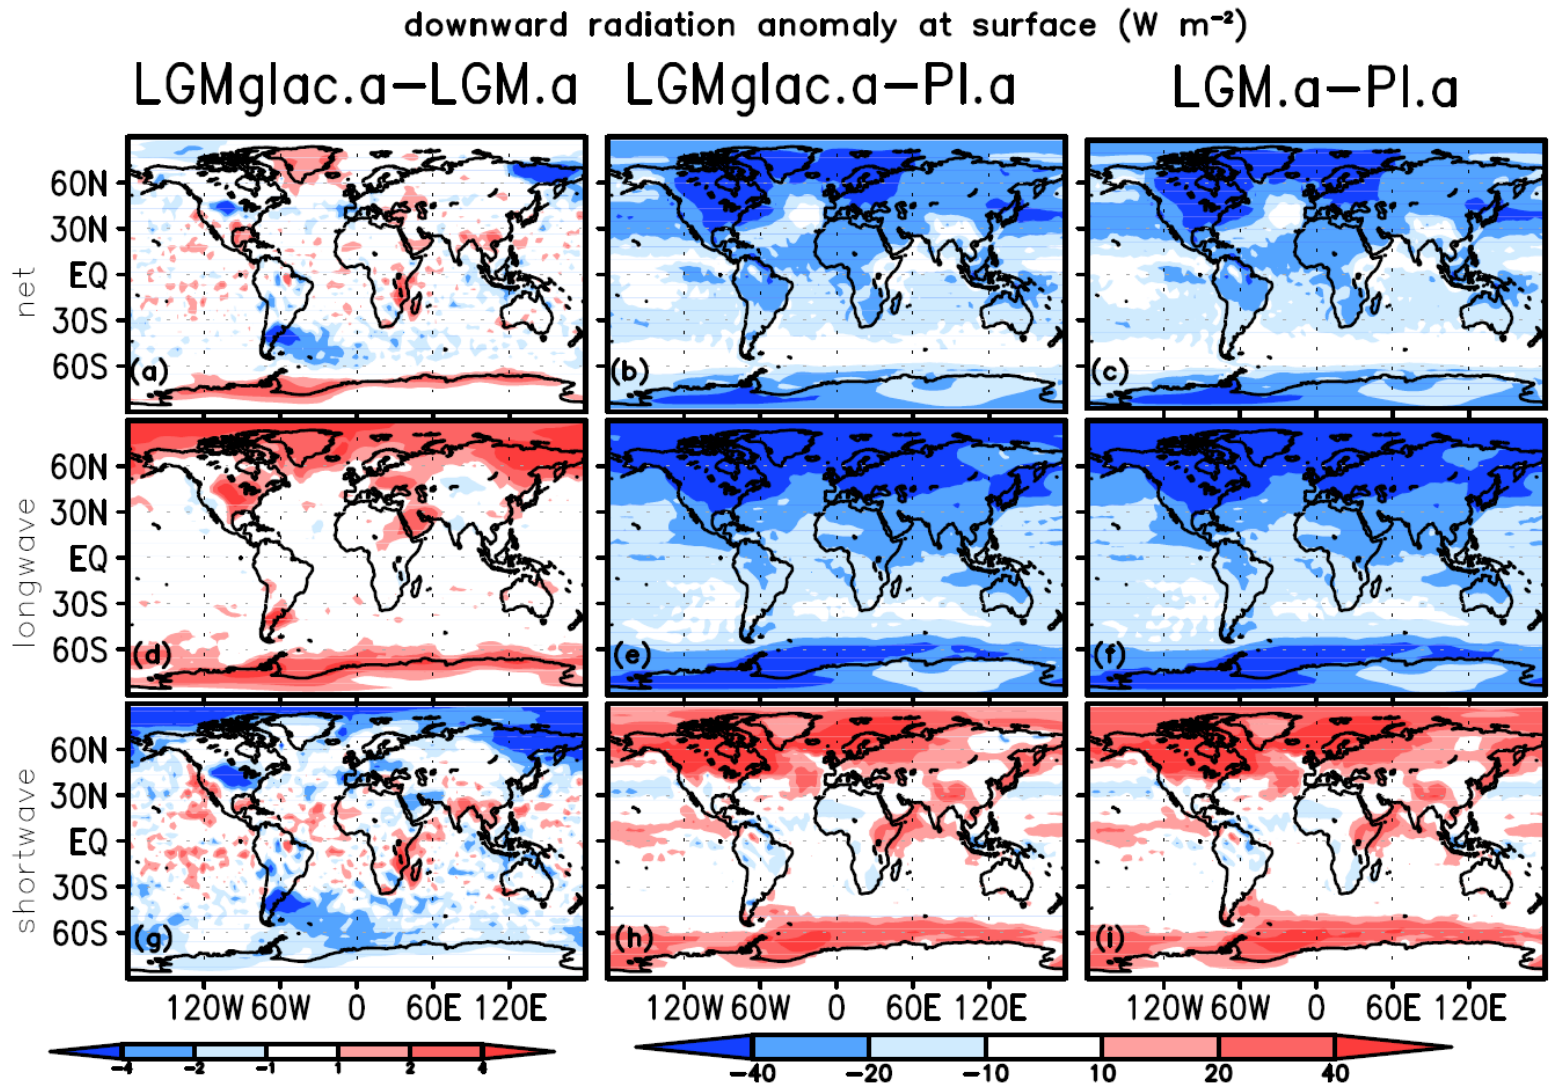 downward radiation anomaly at surface (W m⁻²)
LGMglac.a−LGM.a LGMglac.a−PI.a LGM.a−PI.a
net
60N
30N
EQ
30S
60S
(a) (b) (c)
longwave
60N
30N
EQ
30S
60S
(d) (e) (f)
shortwave
60N
30N
EQ
30S
60S
(g) (h) (i)
120W 60W 0 60E 120E 120W 60W 0 60E 120E 120W 60W 0 60E 120E
−4 −2 −1 1 2 4 −40 −20 −10 10 20 40